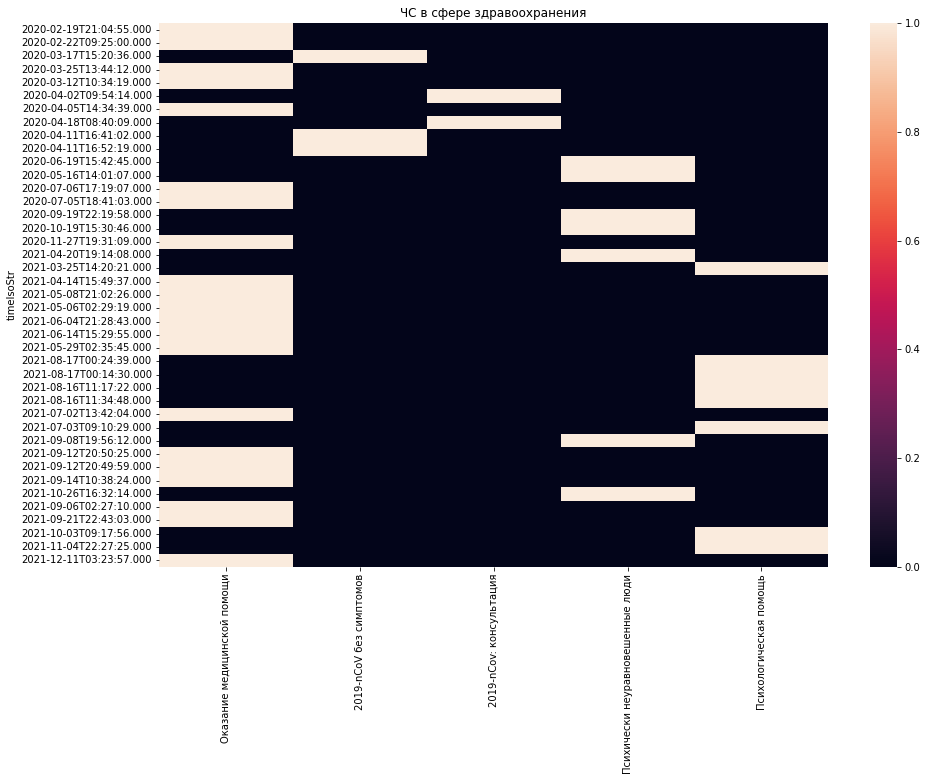 ЧС в сфере здравоохранения
timeIsoStr
2020-02-19T21:04:55.000
2020-02-22T09:25:00.000
2020-03-17T15:20:36.000
2020-03-25T13:44:12.000
2020-03-12T10:34:19.000
2020-04-02T09:54:14.000
2020-04-05T14:34:39.000
2020-04-18T08:40:09.000
2020-04-11T16:41:02.000
2020-04-11T16:52:19.000
2020-06-19T15:42:45.000
2020-05-16T14:01:07.000
2020-07-06T17:19:07.000
2020-07-05T18:41:03.000
2020-09-19T22:19:58.000
2020-10-19T15:30:46.000
2020-11-27T19:31:09.000
2021-04-20T19:14:08.000
2021-03-25T14:20:21.000
2021-04-14T15:49:37.000
2021-05-08T21:02:26.000
2021-05-06T02:29:19.000
2021-06-04T21:28:43.000
2021-06-14T15:29:55.000
2021-05-29T02:35:45.000
2021-08-17T00:24:39.000
2021-08-17T00:14:30.000
2021-08-16T11:17:22.000
2021-08-16T11:34:48.000
2021-07-02T13:42:04.000
2021-07-03T09:10:29.000
2021-09-08T19:56:12.000
2021-09-12T20:50:25.000
2021-09-12T20:49:59.000
2021-09-14T10:38:24.000
2021-10-26T16:32:14.000
2021-09-06T02:27:10.000
2021-09-21T22:43:03.000
2021-10-03T09:17:56.000
2021-11-04T22:27:25.000
2021-12-11T03:23:57.000
Оказание медицинской помощи
2019-nCoV без симптомов
2019-nCov: консультация
Психически неуравновешенные люди
Психологическая помощь
1.0
0.8
0.6
0.4
0.2
0.0